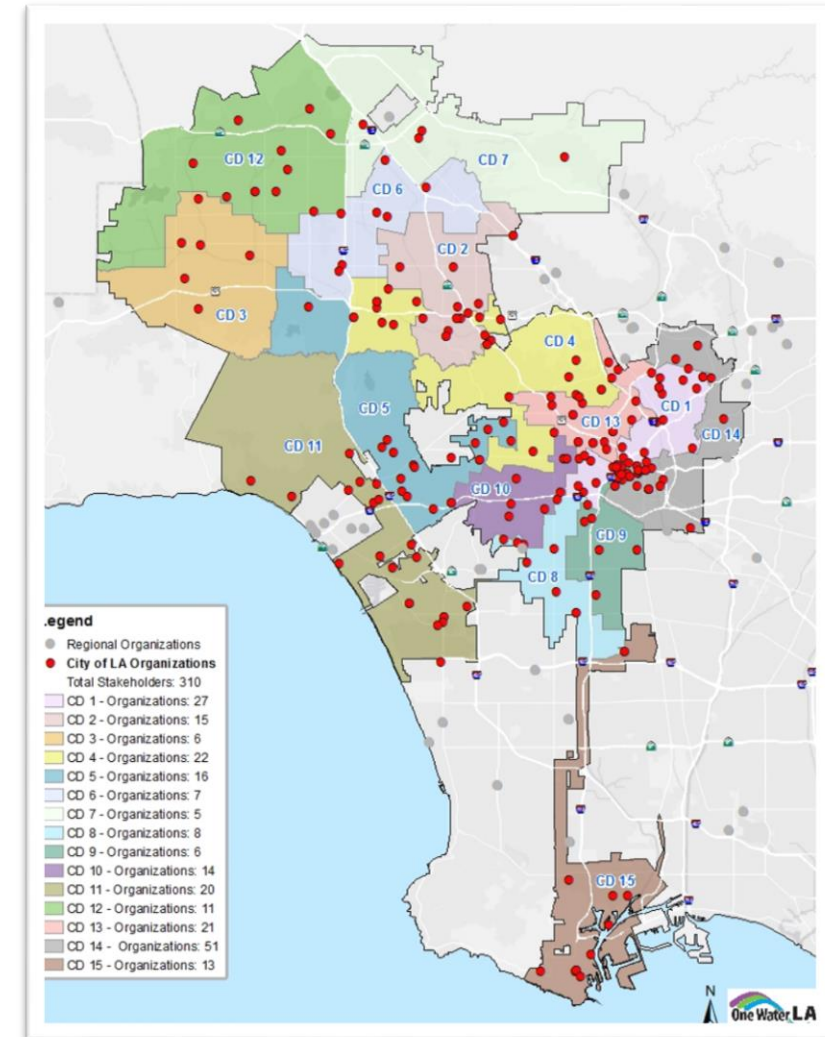 CD 12
CD 7
CD 6
CD 2
CD 3
CD 4
CD 5
CD 1
CD 13
CD 14
CD 11
CD 10
CD 9
CD 8
CD 15
.egend
Regional Organizations
City of LA Organizations
Total Stakeholders: 310
CD 1 - Organizations: 27
CD 2 - Organizations: 15
CD 3 - Organizations: 6
CD 4 - Organizations: 22
CD 5 - Organizations: 16
CD 6 - Organizations: 7
CD 7 - Organizations: 5
CD 8 - Organizations: 8
CD 9 - Organizations: 6
CD 10 - Organizations: 14
CD 11 - Organizations: 20
CD 12 - Organizations: 11
CD 13 - Organizations: 21
CD 14 - Organizations: 51
CD 15 - Organizations: 13
N
One Water LA